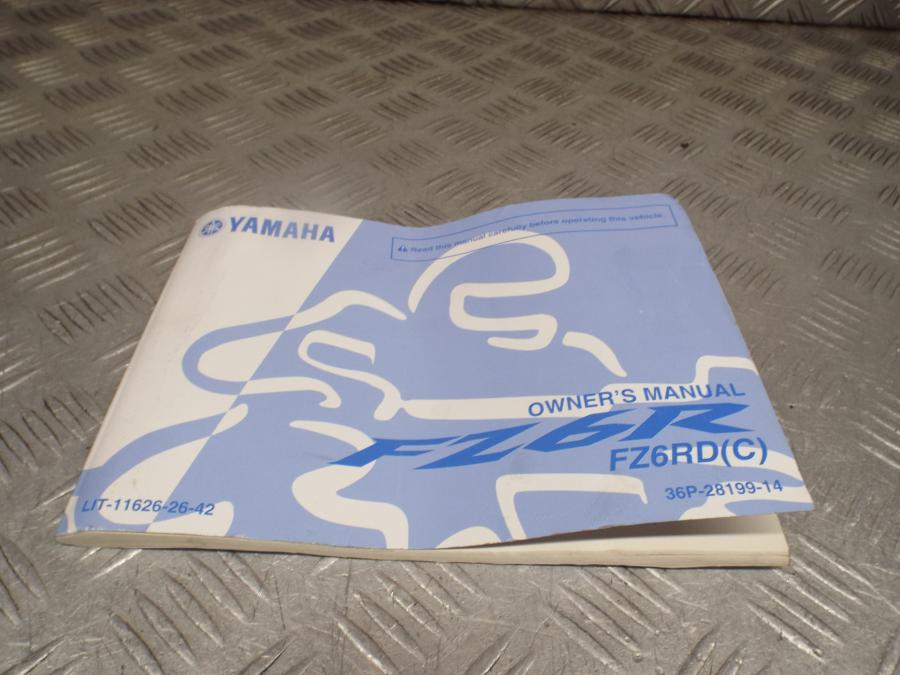 YAMAHA
Read this manual carefully before operating this vehicle.
OWNER'S MANUAL
FZ6R
FZ6RD(C)
LIT-11626-26-42
36P-28199-14